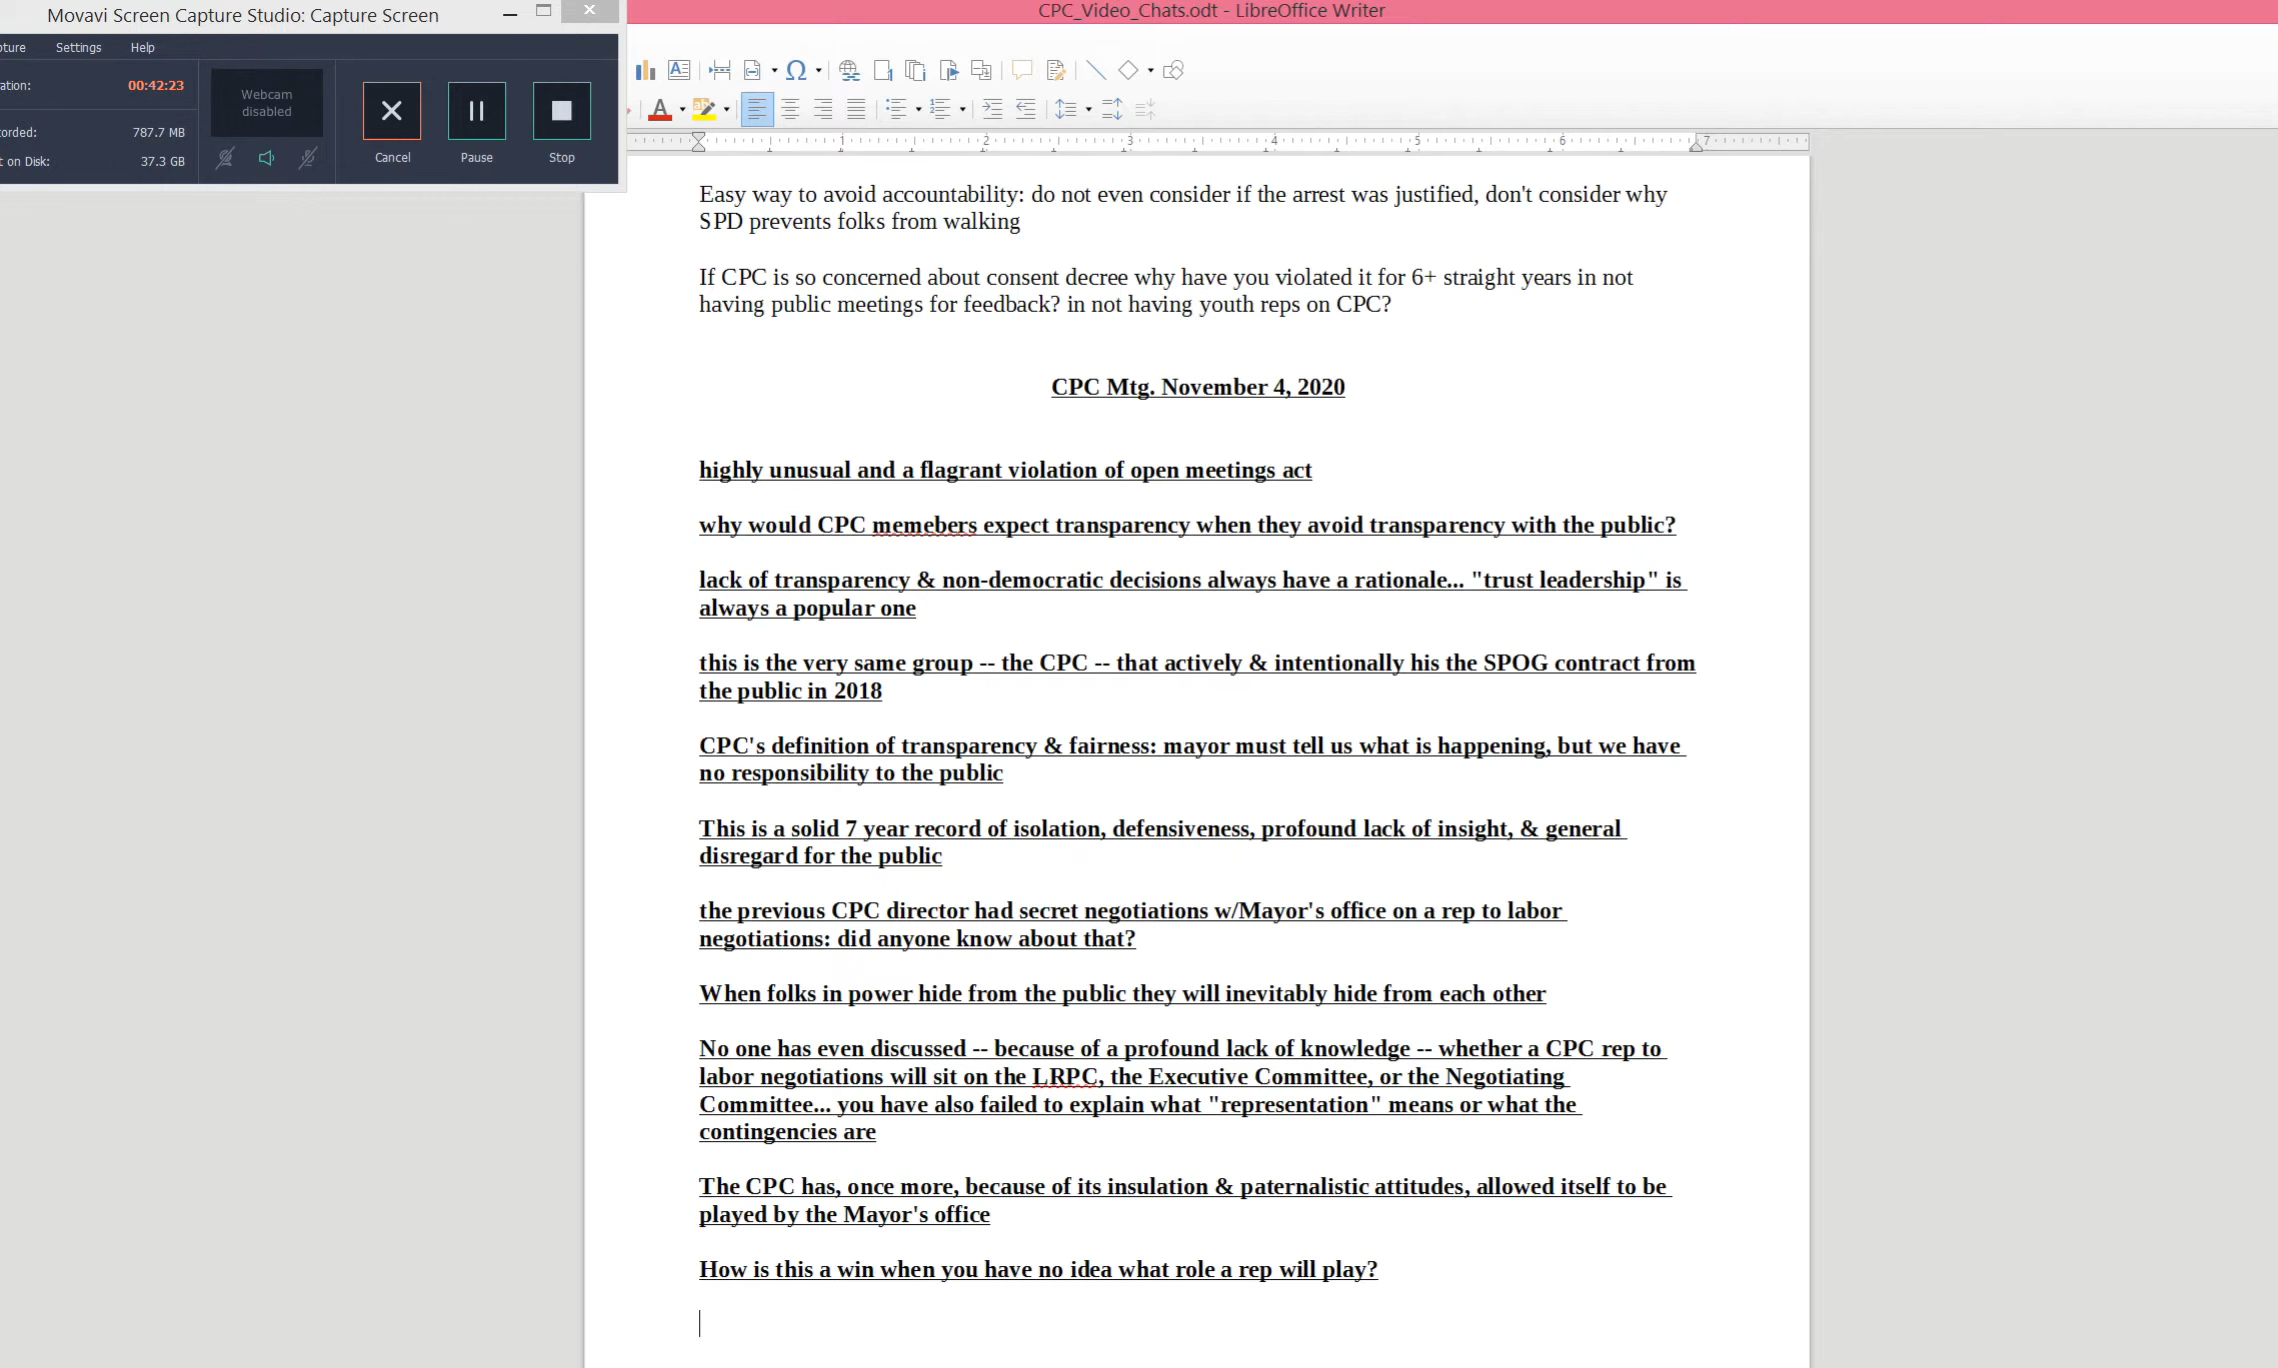 Movavi Screen Capture Studio: Capture Screen
CPC_Video_Chats.odt - LibreOffice Writer
pture Settings Help
ation: 00:42:23
Webcam
disabled
orded: 787.7 MB
t on Disk: 37.3 GB
Cancel Pause Stop
1 2 3 4 5 6 7
Easy way to avoid accountability: do not even consider if the arrest was justified, don't consider why
SPD prevents folks from walking
If CPC is so concerned about consent decree why have you violated it for 6+ straight years in not
having public meetings for feedback? in not having youth reps on CPC?
CPC Mtg. November 4, 2020
highly unusual and a flagrant violation of open meetings act
why would CPC memebers expect transparency when they avoid transparency with the public?
lack of transparency & non-democratic decisions always have a rationale... "trust leadership" is
always a popular one
this is the very same group -- the CPC -- that actively & intentionally his the SPOG contract from
the public in 2018
CPC's definition of transparency & fairness: mayor must tell us what is happening, but we have
no responsibility to the public
This is a solid 7 year record of isolation, defensiveness, profound lack of insight, & general
disregard for the public
the previous CPC director had secret negotiations w/Mayor's office on a rep to labor
negotiations: did anyone know about that?
When folks in power hide from the public they will inevitably hide from each other
No one has even discussed -- because of a profound lack of knowledge -- whether a CPC rep to
labor negotiations will sit on the LRPC, the Executive Committee, or the Negotiating
Committee... you have also failed to explain what "representation" means or what the
contingencies are
The CPC has, once more, because of its insulation & paternalistic attitudes, allowed itself to be
played by the Mayor's office
How is this a win when you have no idea what role a rep will play?